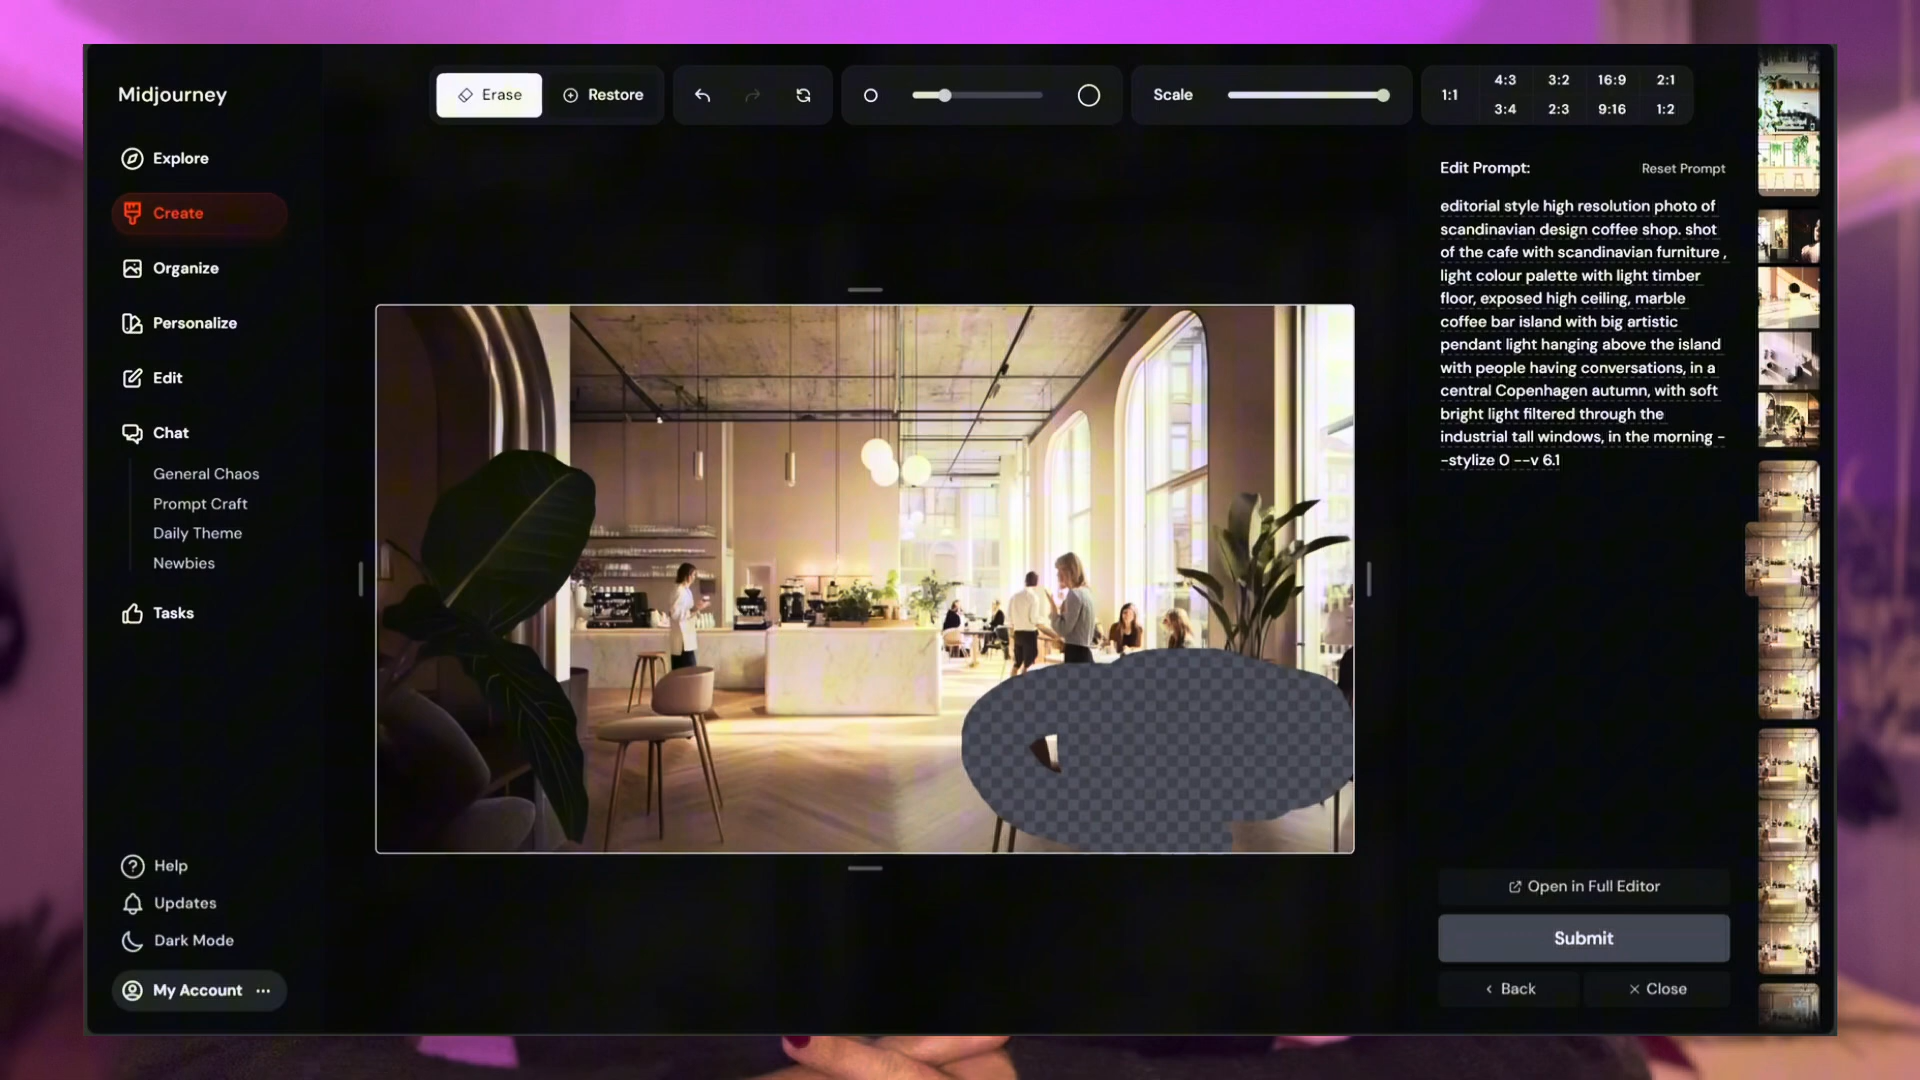 Midjourney
Explore
Create
Organize
Personalize
Edit
Chat
General Chaos
Prompt Craft
Daily Theme
Newbies
Tasks
Help
Updates
Dark Mode
My Account ...
Erase
Restore
Scale
1:1
4:3 3:2 16:9 2:1
3:4 2:3 9:16 1:2
Edit Prompt:
Reset Prompt
editorial style high resolution photo of
scandinavian design coffee shop. shot
of the cafe with scandinavian furniture ,
light colour palette with light timber
floor, exposed high ceiling, marble
coffee bar island with big artistic
pendant light hanging above the island
with people having conversations, in a
central Copenhagen autumn, with soft
bright light filtered through the
industrial tall windows, in the morning -
-stylize 0 --v 6.1
Open in Full Editor
Submit
Back
Close